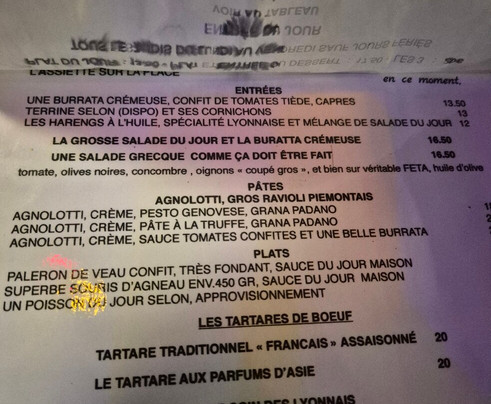 L'ASSIETTE SUR LA PLACE
en ce moment.
ENTRÉES
UNE BURRATA CRÉMEUSE, CONFIT DE TOMATES TIÈDE, CAPRES 13.50
TERRINE SELON (DISPO) ET SES CORNICHONS 13
LES HARENGS À L'HUILE, SPÉCIALITÉ LYONNAISE ET MÉLANGE DE SALADE DU JOUR 12
LA GROSSE SALADE DU JOUR ET LA BURATTA CRÉMEUSE 16.50
UNE SALADE GRECQUE COMME ÇA DOIT ÊTRE FAIT 16.50
tomate, olives noires, concombre , oignons « coupé gros », et bien sur véritable FETA, huile d'olive
PÂTES
AGNOLOTTI, GROS RAVIOLI PIEMONTAIS
AGNOLOTTI, CRÈME, PESTO GENOVESE, GRANA PADANO
AGNOLOTTI, CRÈME, PÂTE À LA TRUFFE, GRANA PADANO
AGNOLOTTI, CRÈME, SAUCE TOMATES CONFITES ET UNE BELLE BURRATA
PLATS
PALERON DE VEAU CONFIT, TRÈS FONDANT, SAUCE DU JOUR MAISON
SUPERBE SOURIS D'AGNEAU ENV.450 GR, SAUCE DU JOUR MAISON
UN POISSON DU JOUR SELON, APPROVISIONNEMENT
LES TARTARES DE BOEUF
TARTARE TRADITIONNEL « FRANCAIS » ASSAISONNÉ 20
LE TARTARE AUX PARFUMS D'ASIE 20
LYONNAIS